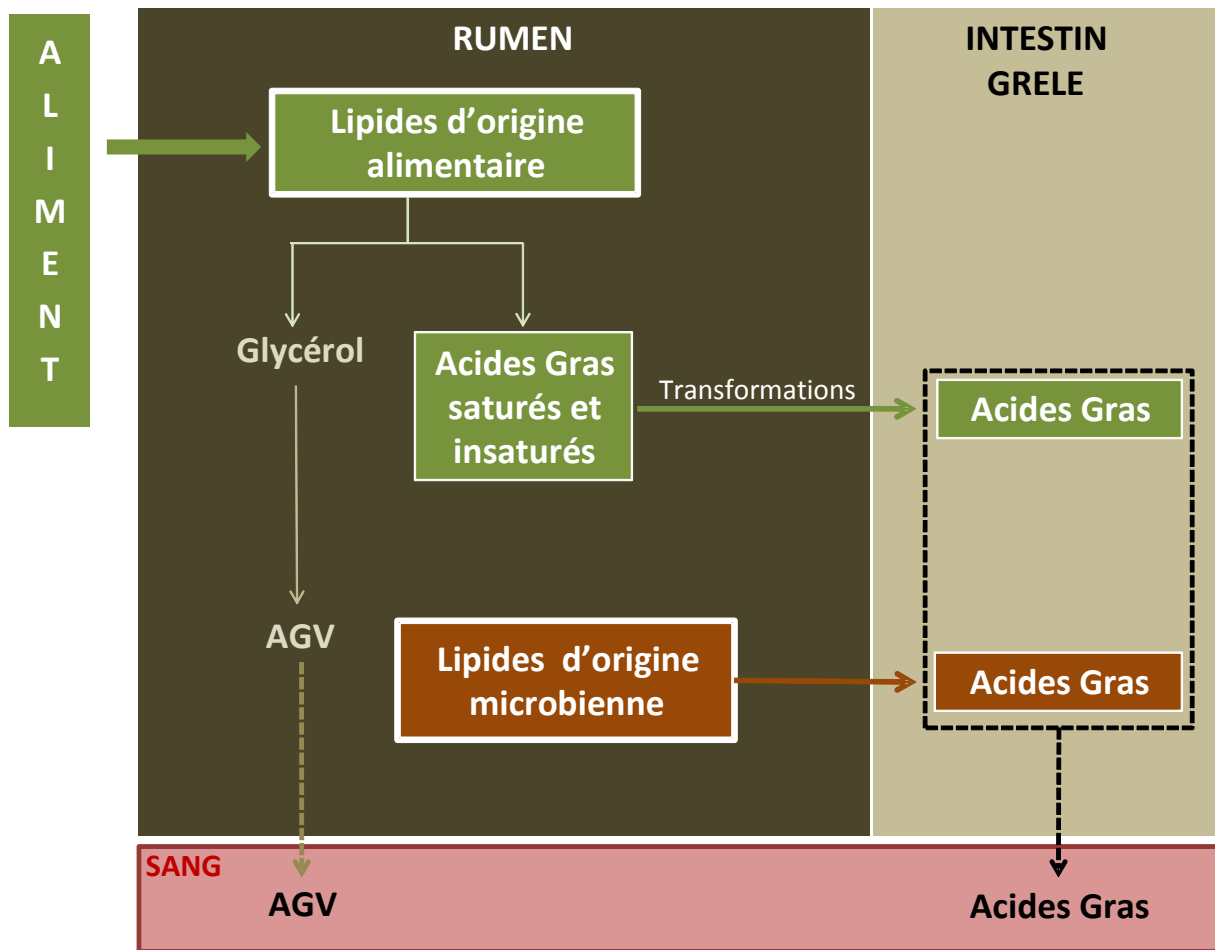 ALIMENT
RUMEN
INTESTIN
GRELE
Lipides d’origine
alimentaire
Glycérol
Acides Gras
saturés et
insaturés
Transformations
Acides Gras
AGV
Lipides d’origine
microbienne
Acides Gras
SANG
AGV
Acides Gras